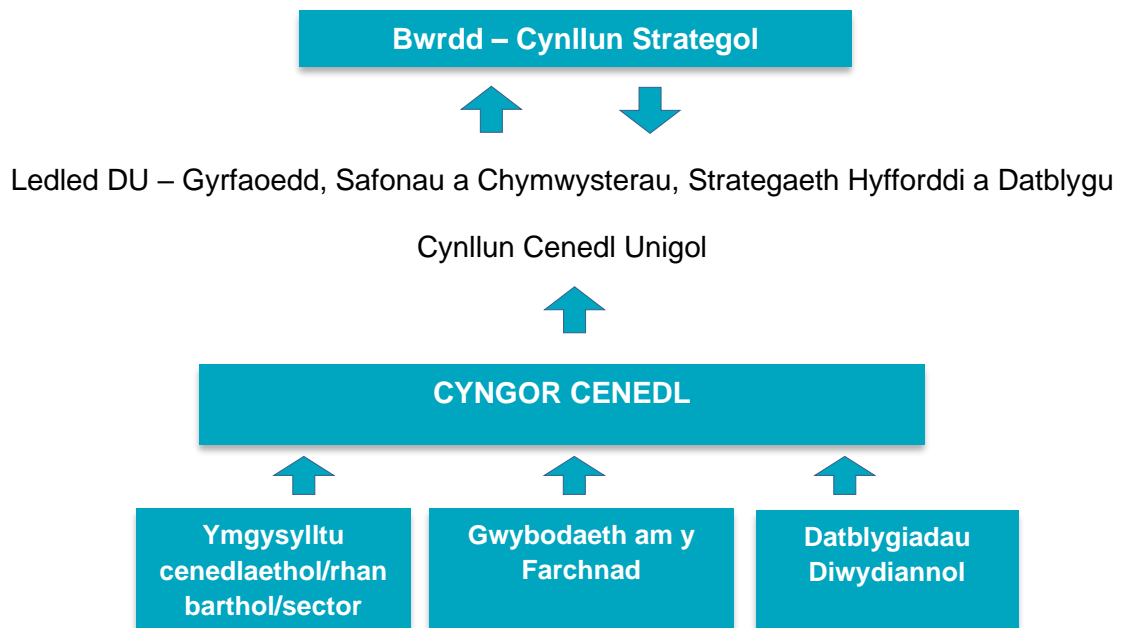 Bwrdd – Cynllun Strategol
Ledled DU – Gyrfaoedd, Safonau a Chymwysterau, Strategaeth Hyfforddi a Datblygu
Cynllun Cenedl Unigol
CYNGOR CENEDL
Ymgysylltu
cenedlaethol/rhan
barthol/sector
Gwybodaeth am y
Farchnad
Datblygiadau
Diwydiannol